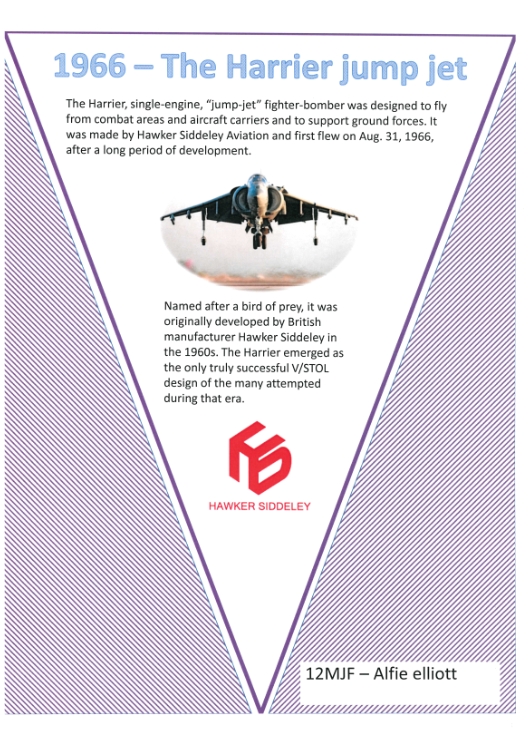 1966 – The Harrier jump jet
The Harrier, single-engine, “jump-jet” fighter-bomber was designed to fly
from combat areas and aircraft carriers and to support ground forces. It
was made by Hawker Siddeley Aviation and first flew on Aug. 31, 1966,
after a long period of development.
Named after a bird of prey, it was
originally developed by British
manufacturer Hawker Siddeley in
the 1960s. The Harrier emerged as
the only truly successful V/STOL
design of the many attempted
during that era.
HAWKER SIDDELEY
12MJF – Alfie elliott